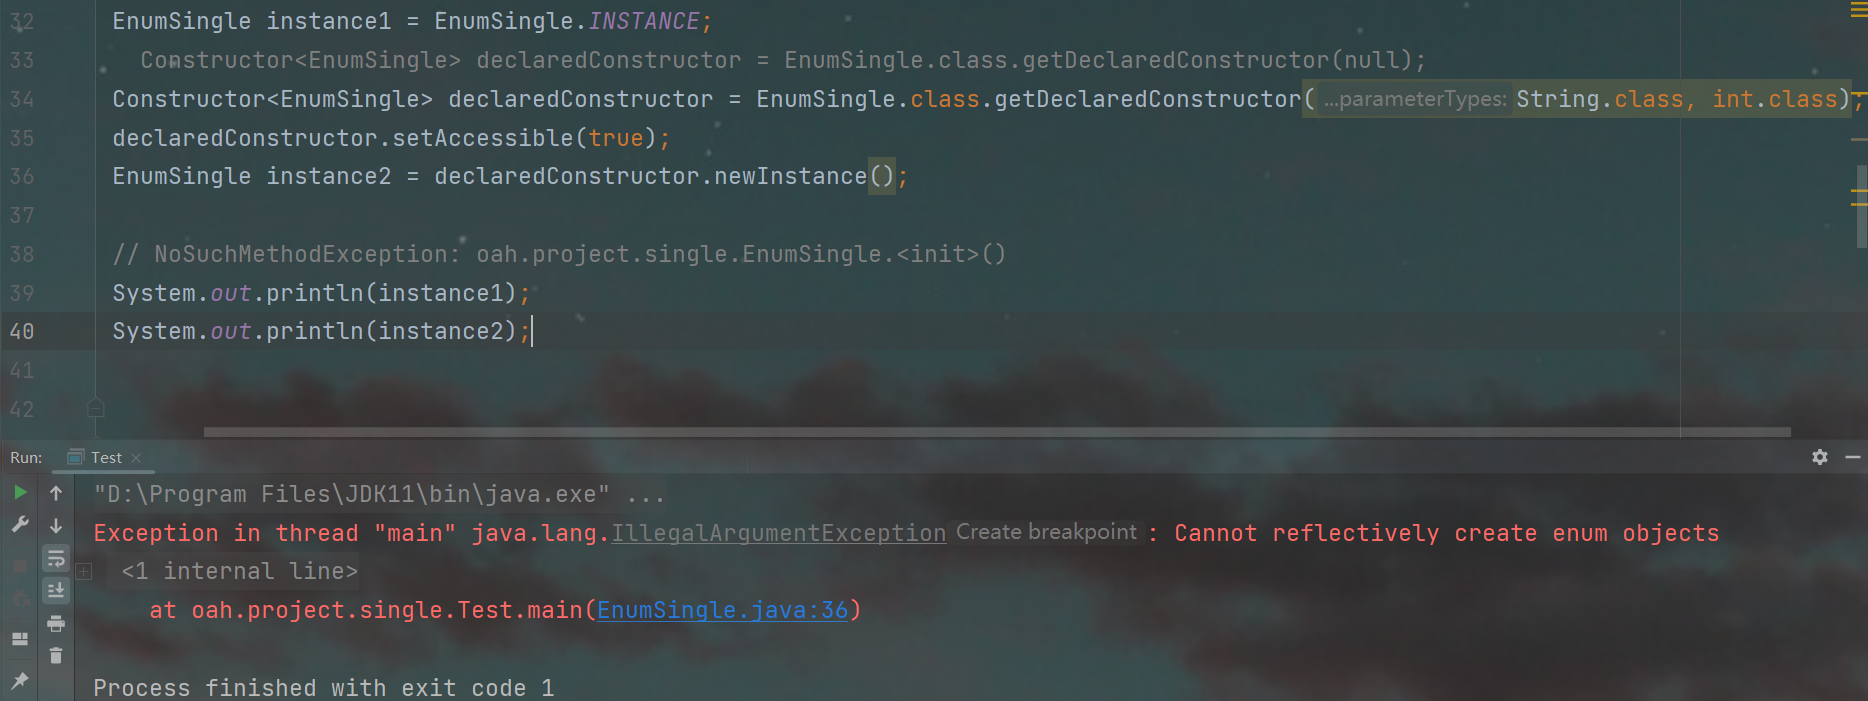 32 EnumSingle instance1 = EnumSingle.INSTANCE;
33 Constructor<EnumSingle> declaredConstructor = EnumSingle.class.getDeclaredConstructor(null);
34 Constructor<EnumSingle> declaredConstructor = EnumSingle.class.getDeclaredConstructor( ...parameterTypes: String.class, int.class);
35 declaredConstructor.setAccessible(true);
36 EnumSingle instance2 = declaredConstructor.newInstance();
37
38 // NoSuchMethodException: oah.project.single.EnumSingle.<init>()
39 System.out.println(instance1);
40 System.out.println(instance2);
41
42
Run: Test
"D:\Program Files\JDK11\bin\java.exe" ...
Exception in thread "main" java.lang.IllegalArgumentException Create breakpoint : Cannot reflectively create enum objects
<1 internal line>
at oah.project.single.Test.main(EnumSingle.java:36)
Process finished with exit code 1